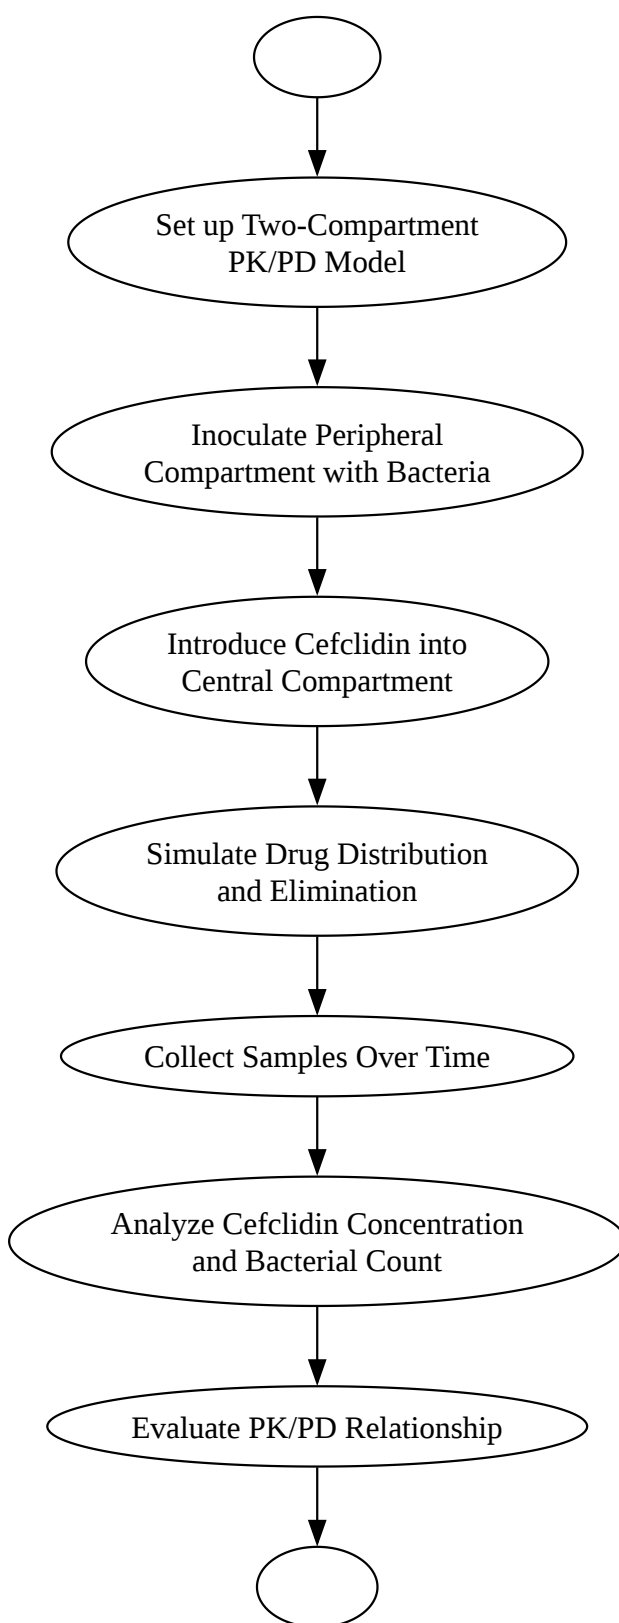 Set up Two-Compartment
PK/PD Model
Inoculate Peripheral
Compartment with Bacteria
Introduce Cefclidin into
Central Compartment
Simulate Drug Distribution
and Elimination
Collect Samples Over Time
Analyze Cefclidin Concentration
and Bacterial Count
Evaluate PK/PD Relationship